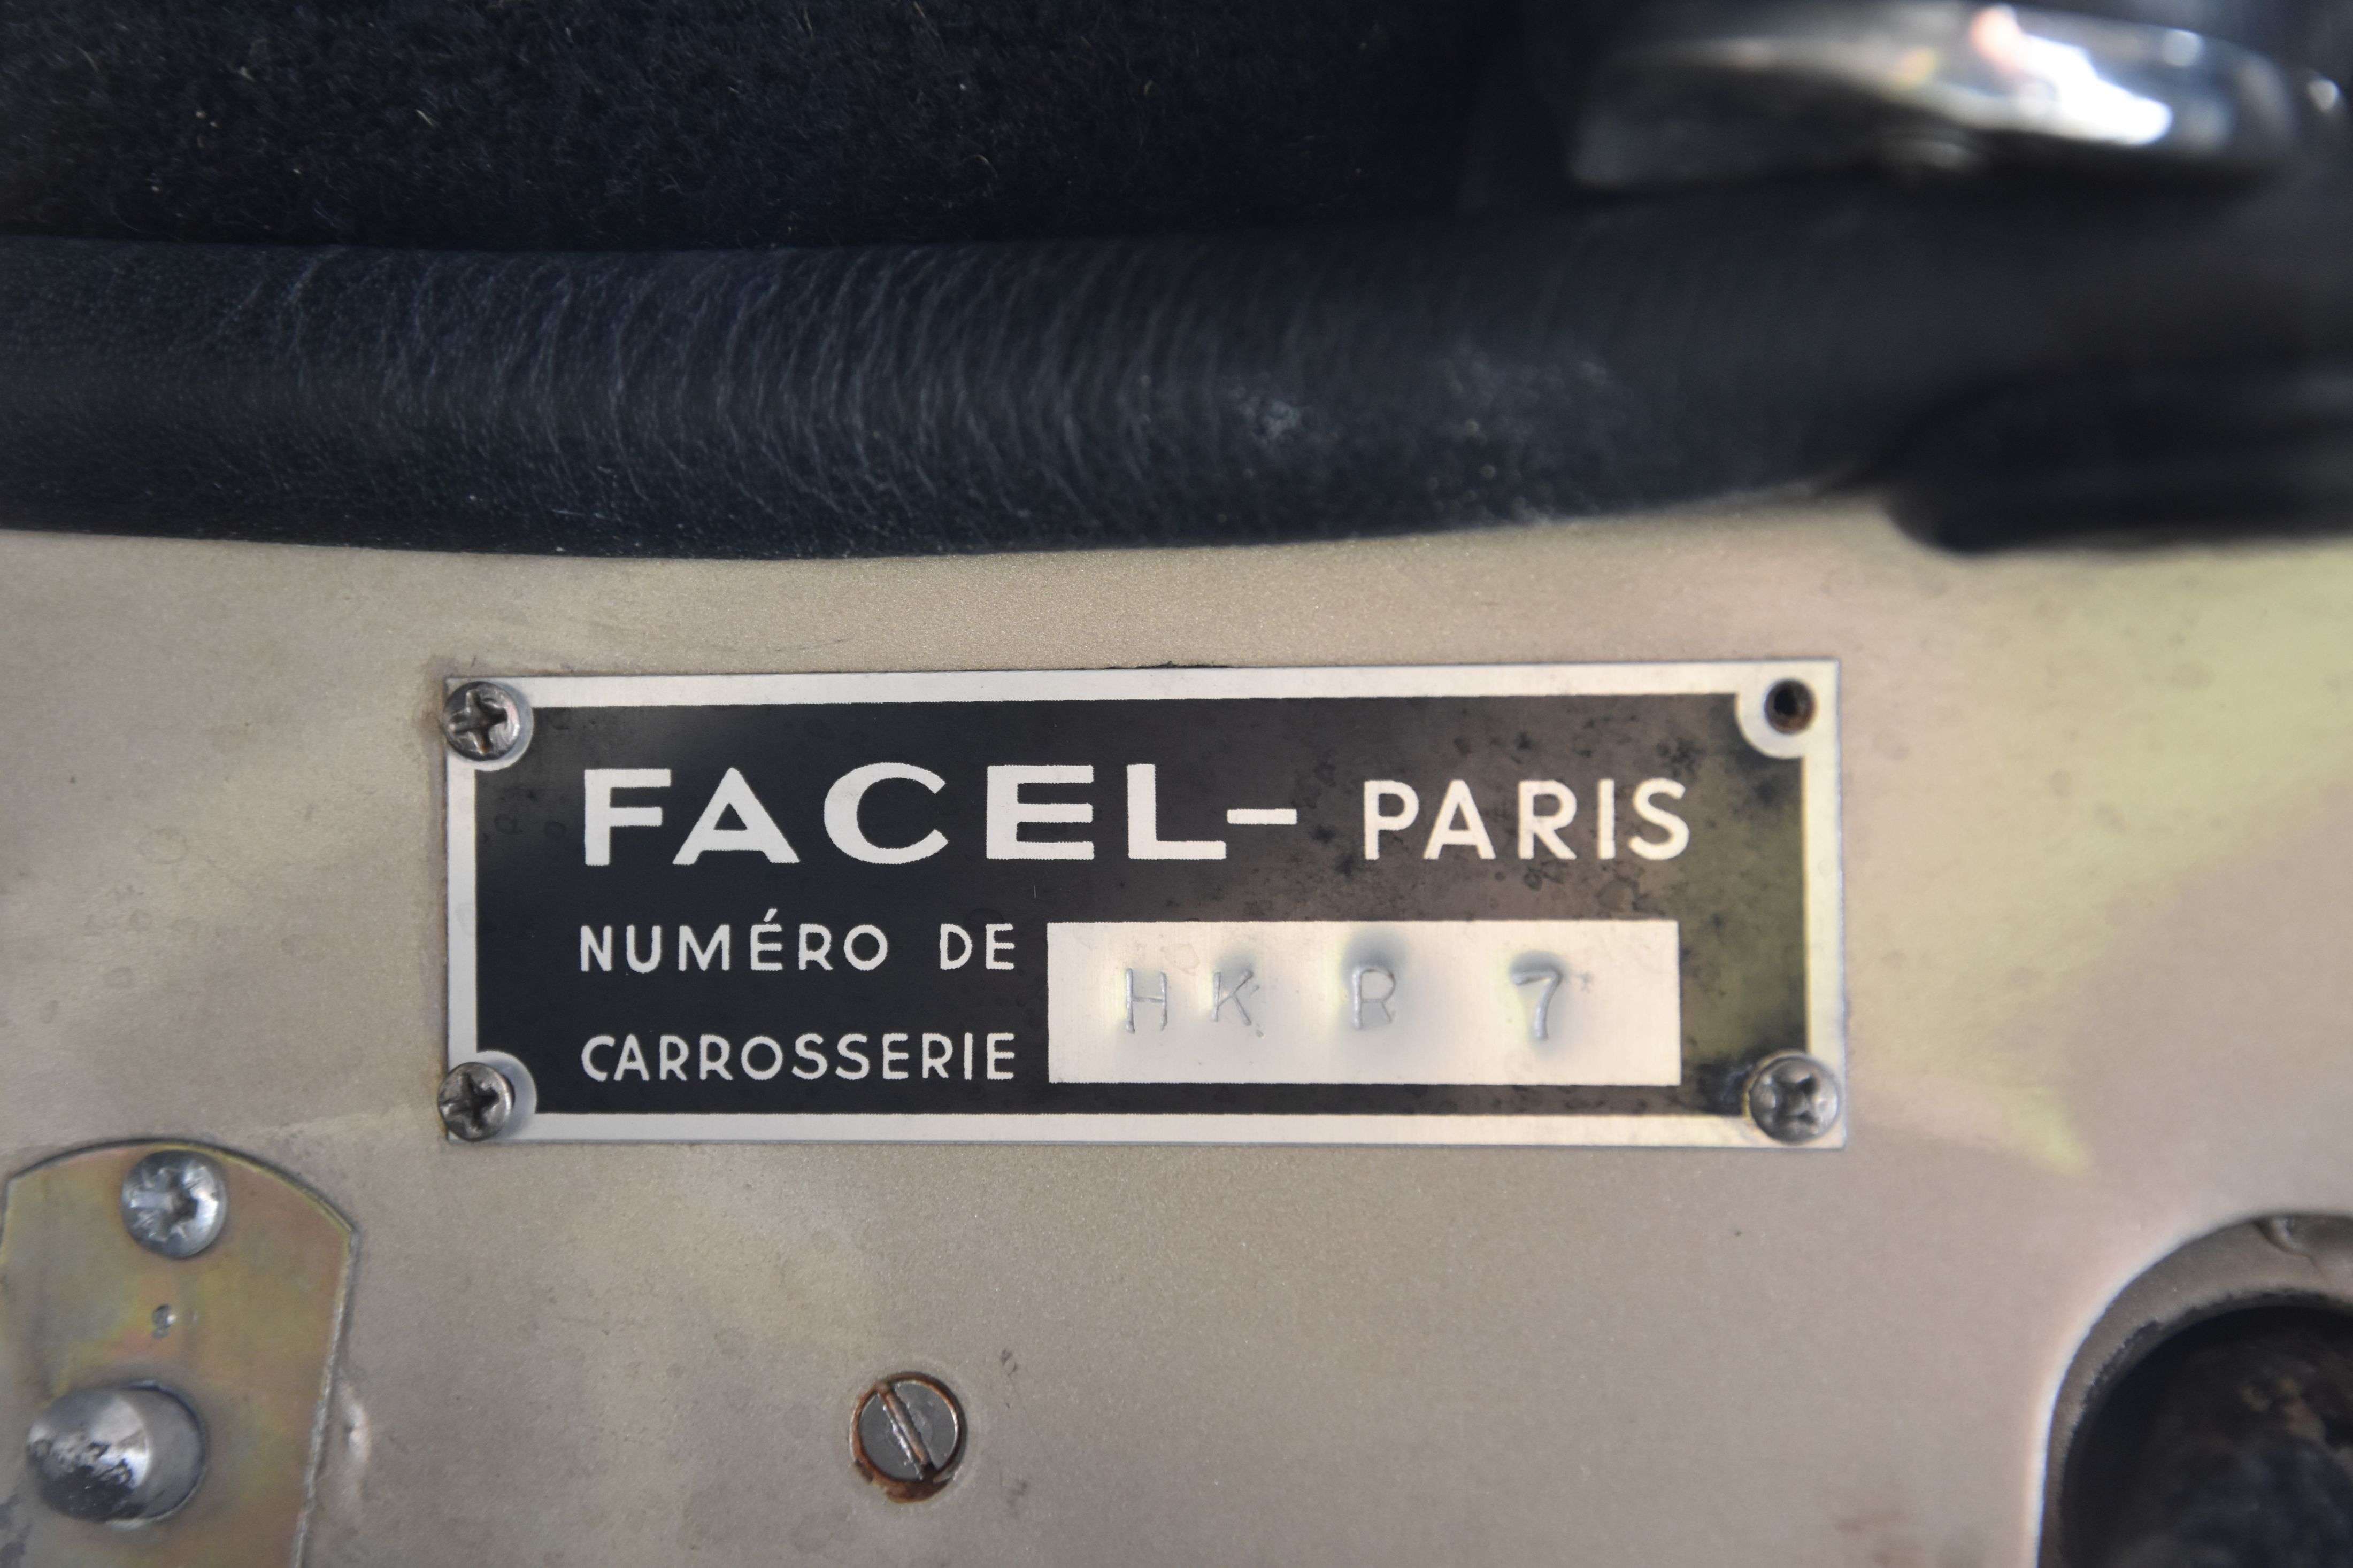 FACEL- PARIS
NUMÉRO DE
CARROSSERIE
HK R 7